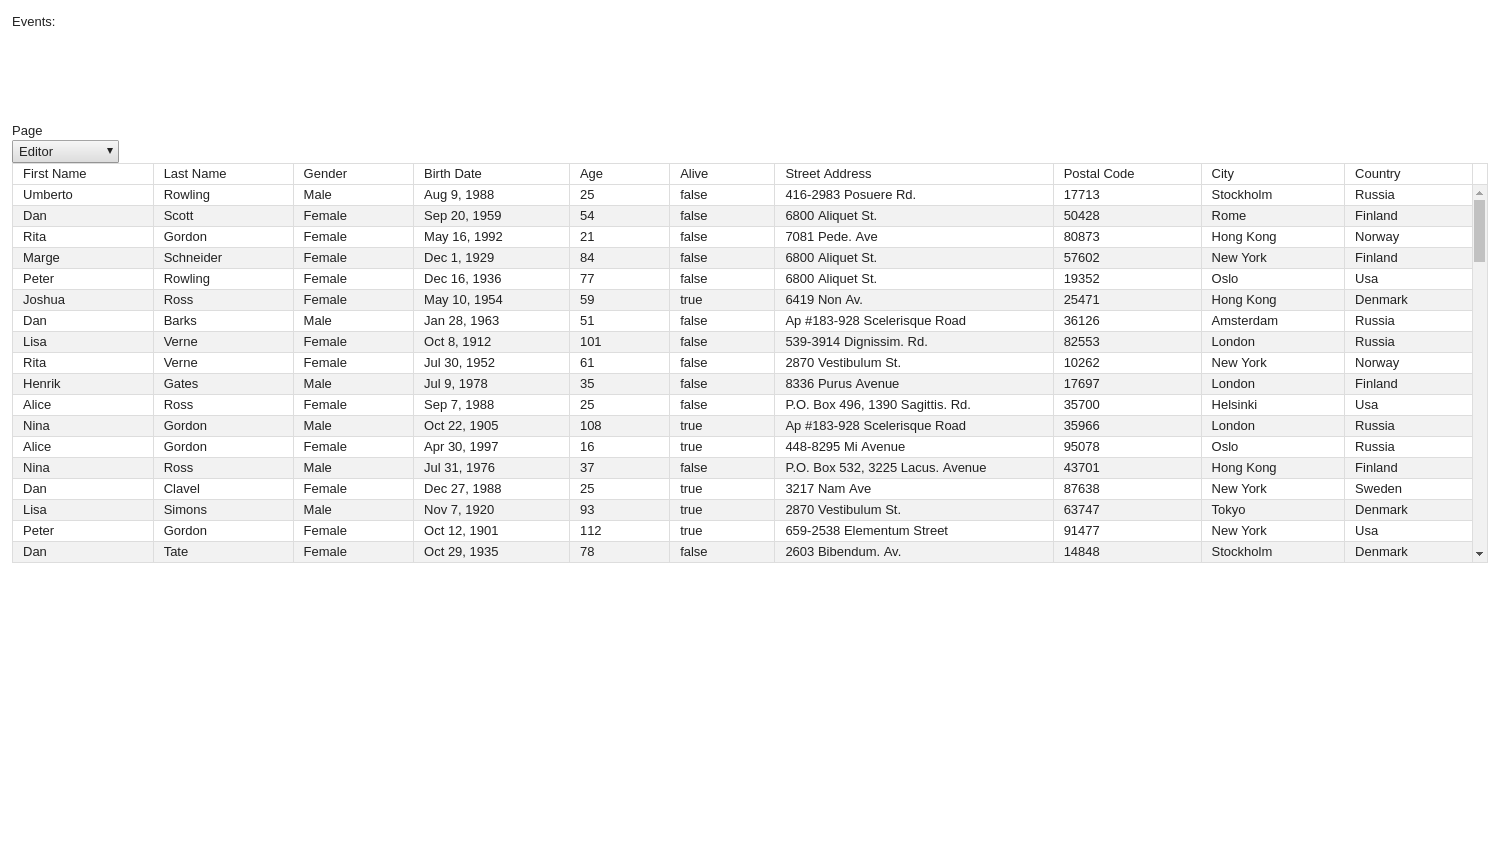 Events:
Page
Editor
First Name Last Name Gender Birth Date Age Alive Street Address Postal Code City Country
Umberto Rowling Male Aug 9, 1988 25 false 416-2983 Posuere Rd. 17713 Stockholm Russia
Dan Scott Female Sep 20, 1959 54 false 6800 Aliquet St. 50428 Rome Finland
Rita Gordon Female May 16, 1992 21 false 7081 Pede. Ave 80873 Hong Kong Norway
Marge Schneider Female Dec 1, 1929 84 false 6800 Aliquet St. 57602 New York Finland
Peter Rowling Female Dec 16, 1936 77 false 6800 Aliquet St. 19352 Oslo Usa
Joshua Ross Female May 10, 1954 59 true 6419 Non Av. 25471 Hong Kong Denmark
Dan Barks Male Jan 28, 1963 51 false Ap #183-928 Scelerisque Road 36126 Amsterdam Russia
Lisa Verne Female Oct 8, 1912 101 false 539-3914 Dignissim. Rd. 82553 London Russia
Rita Verne Female Jul 30, 1952 61 false 2870 Vestibulum St. 10262 New York Norway
Henrik Gates Male Jul 9, 1978 35 false 8336 Purus Avenue 17697 London Finland
Alice Ross Female Sep 7, 1988 25 false P.O. Box 496, 1390 Sagittis. Rd. 35700 Helsinki Usa
Nina Gordon Male Oct 22, 1905 108 true Ap #183-928 Scelerisque Road 35966 London Russia
Alice Gordon Female Apr 30, 1997 16 true 448-8295 Mi Avenue 95078 Oslo Russia
Nina Ross Male Jul 31, 1976 37 false P.O. Box 532, 3225 Lacus. Avenue 43701 Hong Kong Finland
Dan Clavel Female Dec 27, 1988 25 true 3217 Nam Ave 87638 New York Sweden
Lisa Simons Male Nov 7, 1920 93 true 2870 Vestibulum St. 63747 Tokyo Denmark
Peter Gordon Female Oct 12, 1901 112 true 659-2538 Elementum Street 91477 New York Usa
Dan Tate Female Oct 29, 1935 78 false 2603 Bibendum. Av. 14848 Stockholm Denmark